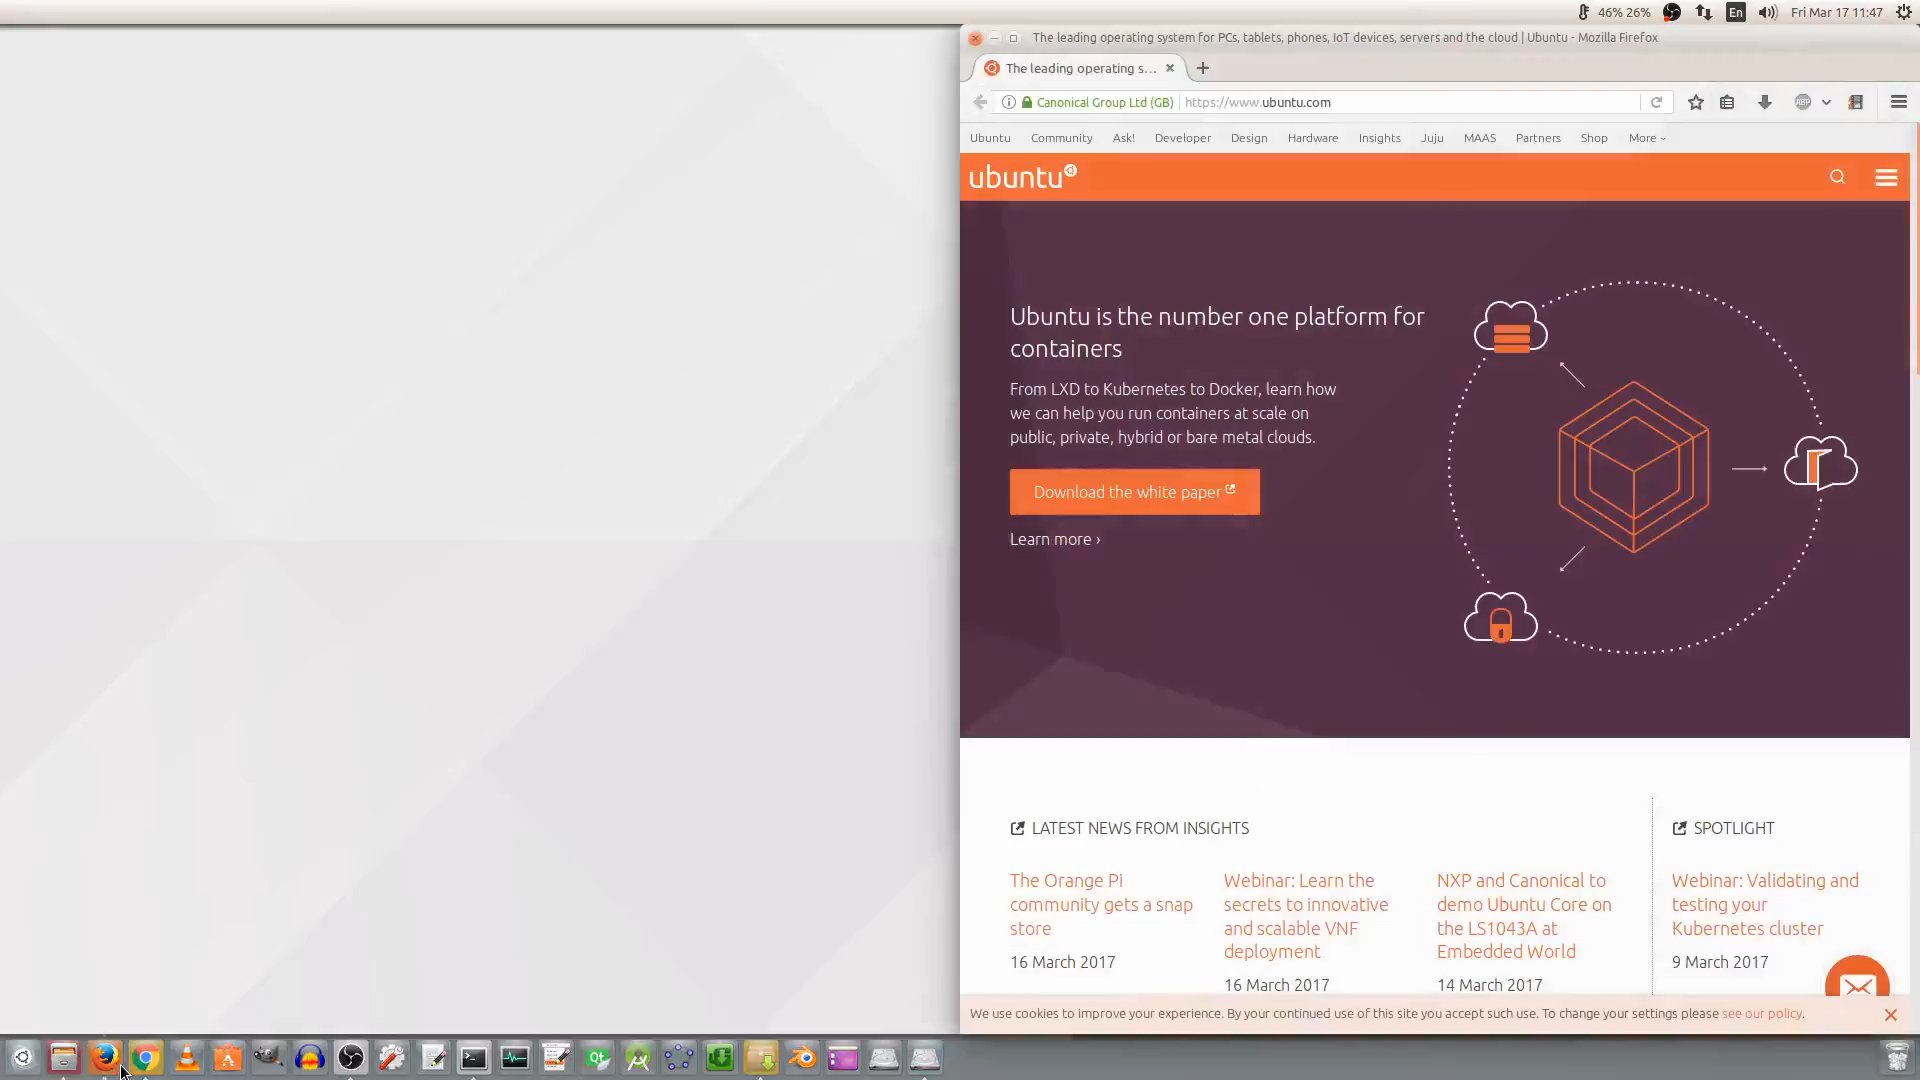 46% 26%
En
Fri Mar 17 11:47
The leading operating system for PCs, tablets, phones, IoT devices, servers and the cloud | Ubuntu - Mozilla Firefox
The leading operating s...
Canonical Group Ltd (GB)
https://www.ubuntu.com
ABP
Ubuntu
Community
Ask!
Developer
Design
Hardware
Insights
Juju
MAAS
Partners
Shop
More
ubuntu
Ubuntu is the number one platform for
containers
From LXD to Kubernetes to Docker, learn how
we can help you run containers at scale on
public, private, hybrid or bare metal clouds.
Download the white paper
Learn more ›
LATEST NEWS FROM INSIGHTS
The Orange Pi
community gets a snap
store
16 March 2017
Webinar: Learn the
secrets to innovative
and scalable VNF
deployment
16 March 2017
NXP and Canonical to
demo Ubuntu Core on
the LS1043A at
Embedded World
14 March 2017
SPOTLIGHT
Webinar: Validating and
testing your
Kubernetes cluster
9 March 2017
We use cookies to improve your experience. By your continued use of this site you accept such use. To change your settings please see our policy.
Qt